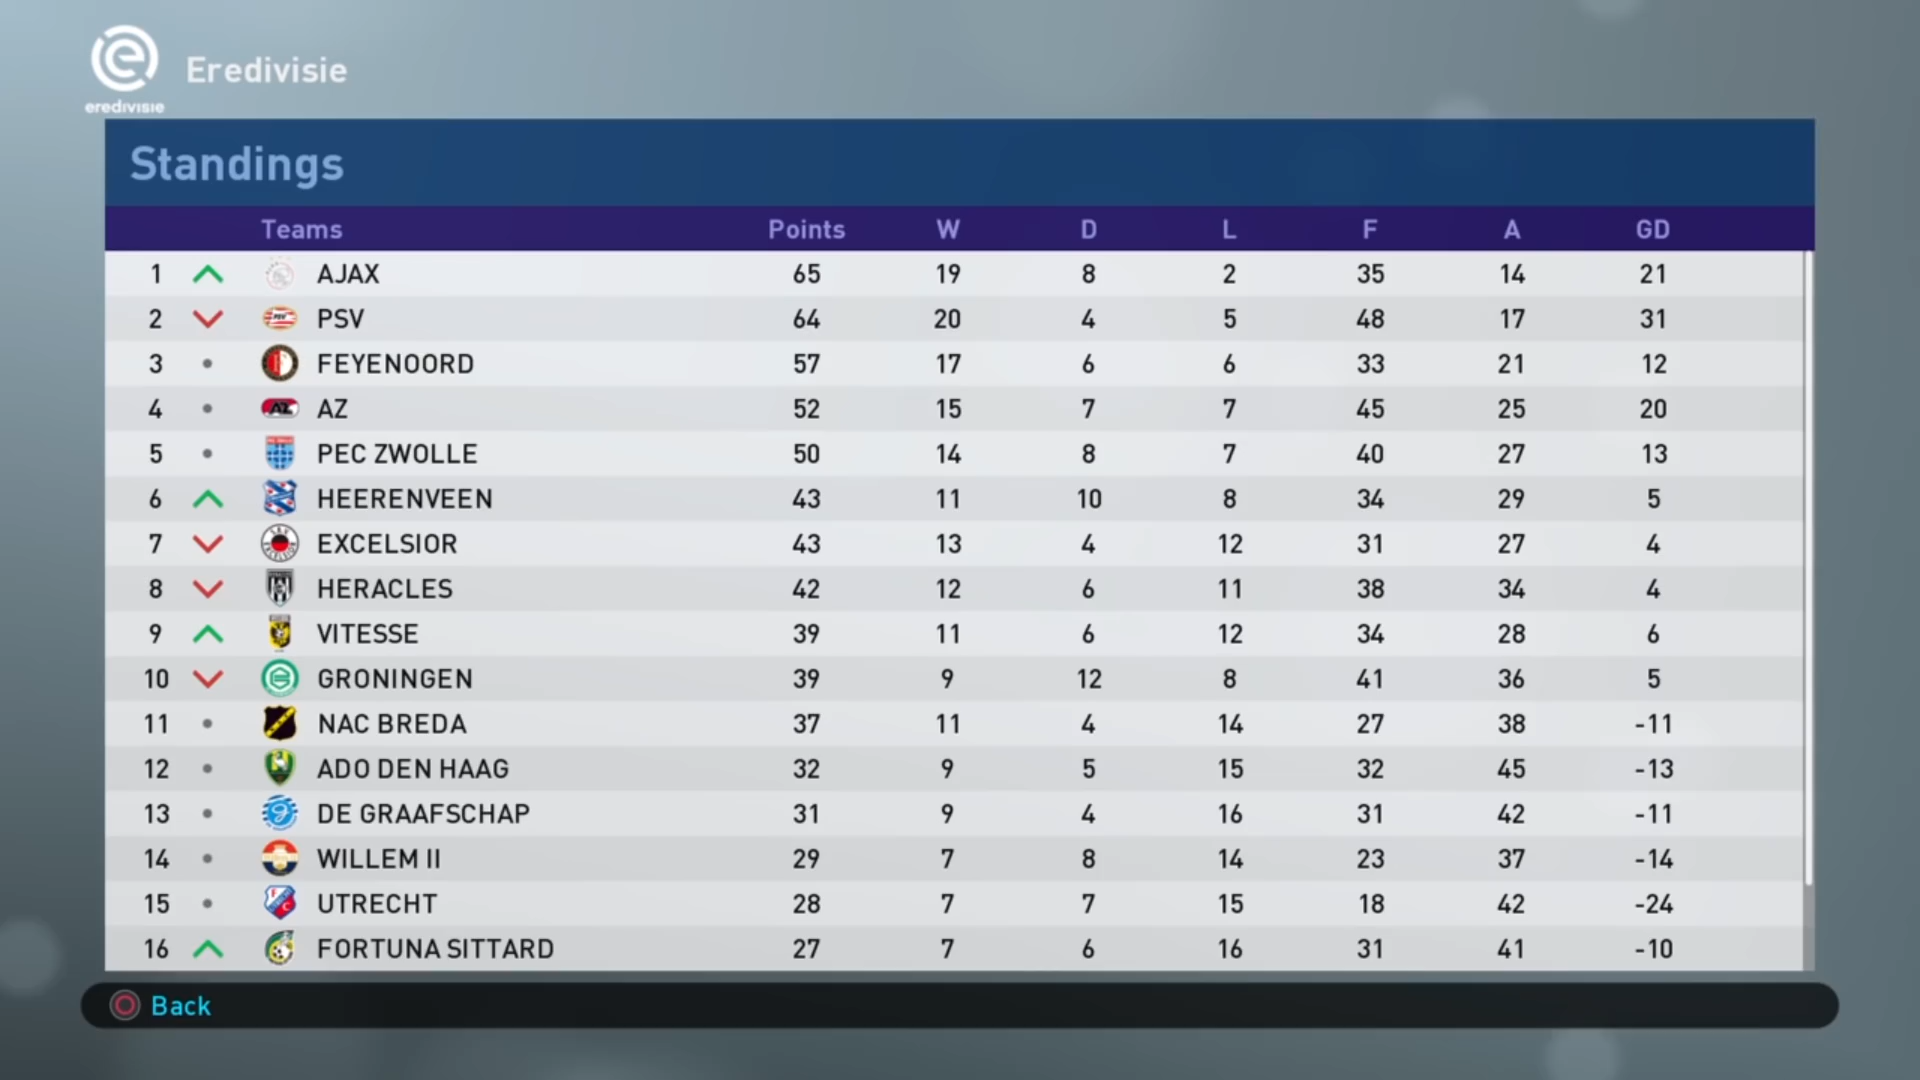 eredivisie
Eredivisie
Standings
Teams Points W D L F A GD
1 AJAX 65 19 8 2 35 14 21
2 PSV 64 20 4 5 48 17 31
3 FEYENOORD 57 17 6 6 33 21 12
4 AZ 52 15 7 7 45 25 20
5 PEC ZWOLLE 50 14 8 7 40 27 13
6 HEERENVEEN 43 11 10 8 34 29 5
7 EXCELSIOR 43 13 4 12 31 27 4
8 HERACLES 42 12 6 11 38 34 4
9 VITESSE 39 11 6 12 34 28 6
10 GRONINGEN 39 9 12 8 41 36 5
11 NAC BREDA 37 11 4 14 27 38 -11
12 ADO DEN HAAG 32 9 5 15 32 45 -13
13 DE GRAAFSCHAP 31 9 4 16 31 42 -11
14 WILLEM II 29 7 8 14 23 37 -14
15 UTRECHT 28 7 7 15 18 42 -24
16 FORTUNA SITTARD 27 7 6 16 31 41 -10
Back